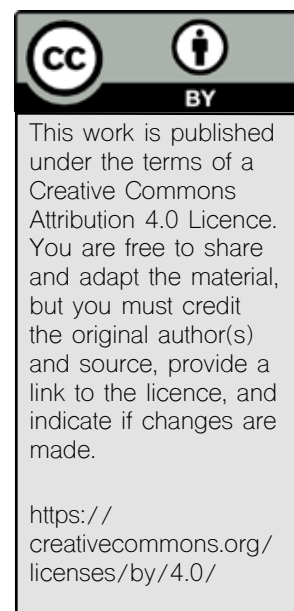 cc
BY
This work is published
under the terms of a
Creative Commons
Attribution 4.0 Licence.
You are free to share
and adapt the material,
but you must credit
the original author(s)
and source, provide a
link to the licence, and
indicate if changes are
made.
https://
creativecommons.org/
licenses/by/4.0/